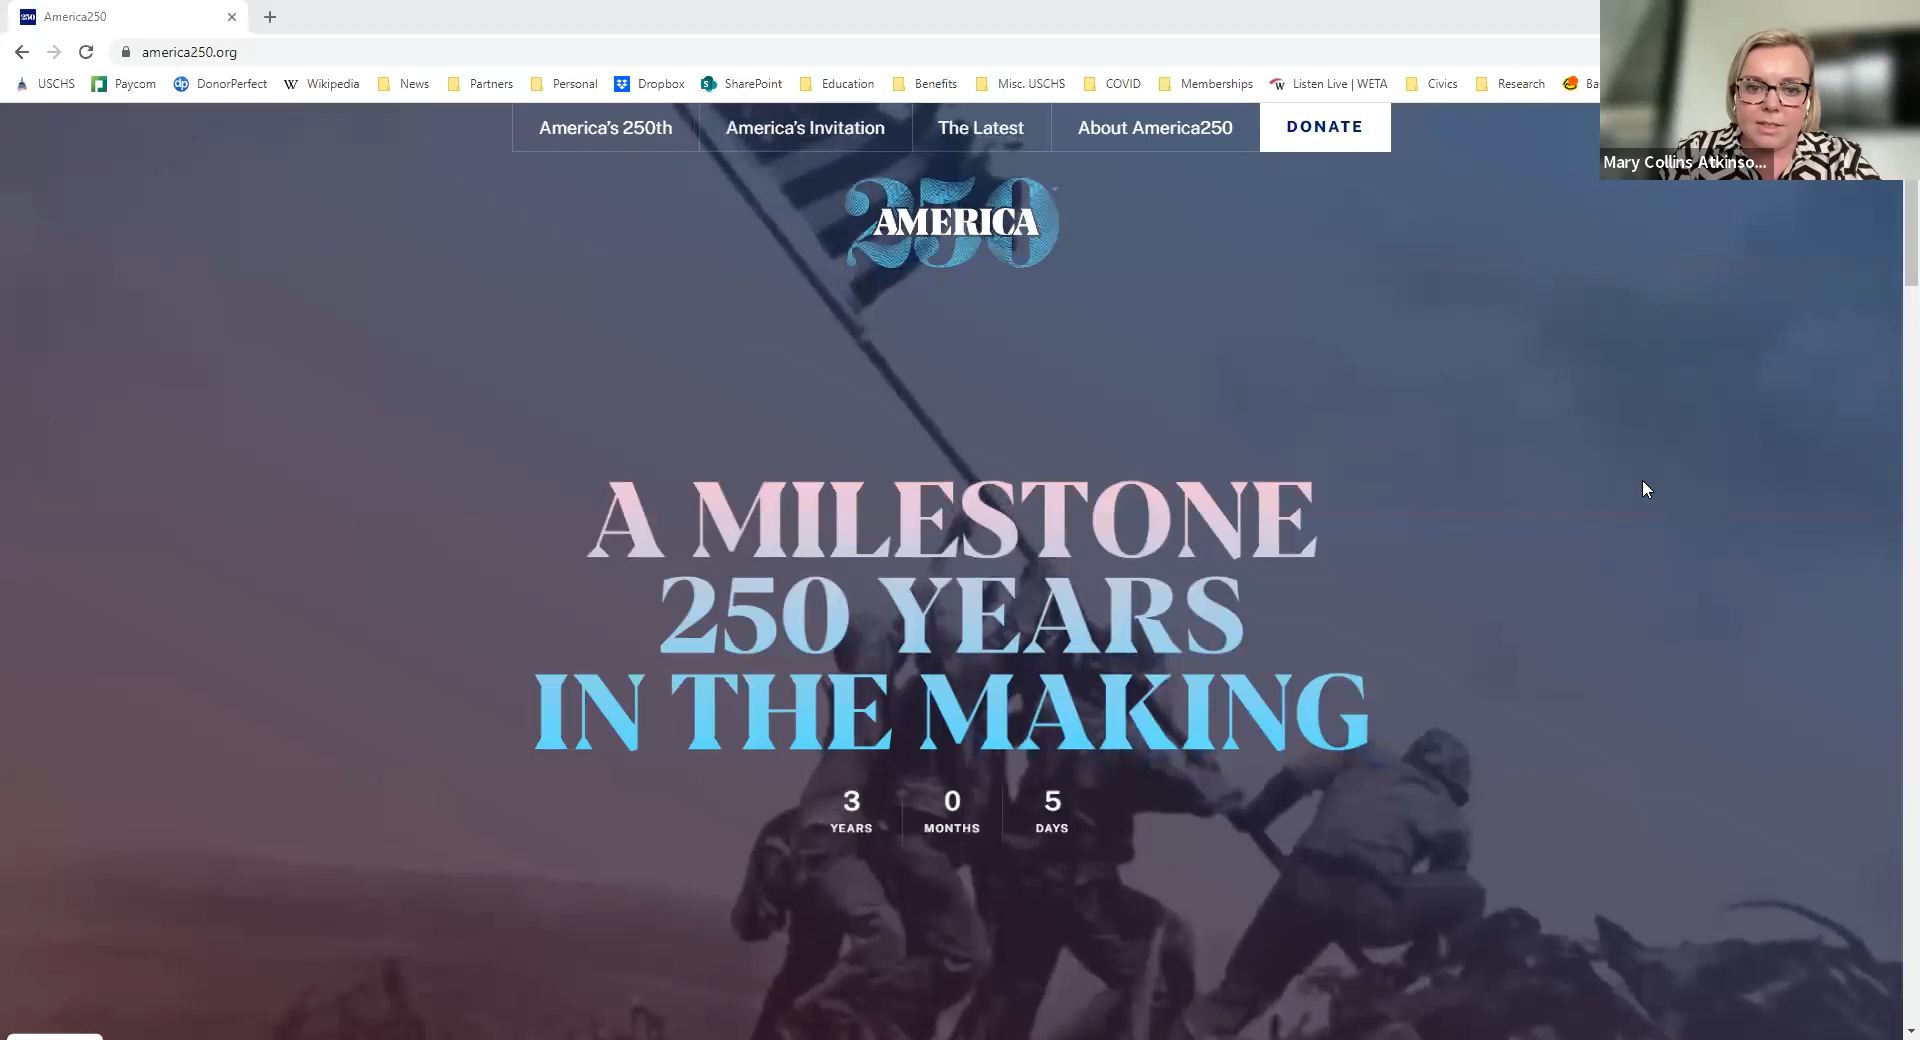 250 America250
america250.org
USCHS Paycom DonorPerfect Wikipedia News Partners Personal Dropbox SharePoint Education Benefits Misc. USCHS COVID Memberships Listen Live | WETA Civics Research Ba
Mary Collins Atkinso...
America's 250th America's Invitation The Latest About America250 DONATE
250
AMERICA
A MILESTONE
250 YEARS
IN THE MAKING
3 0 5
YEARS MONTHS DAYS